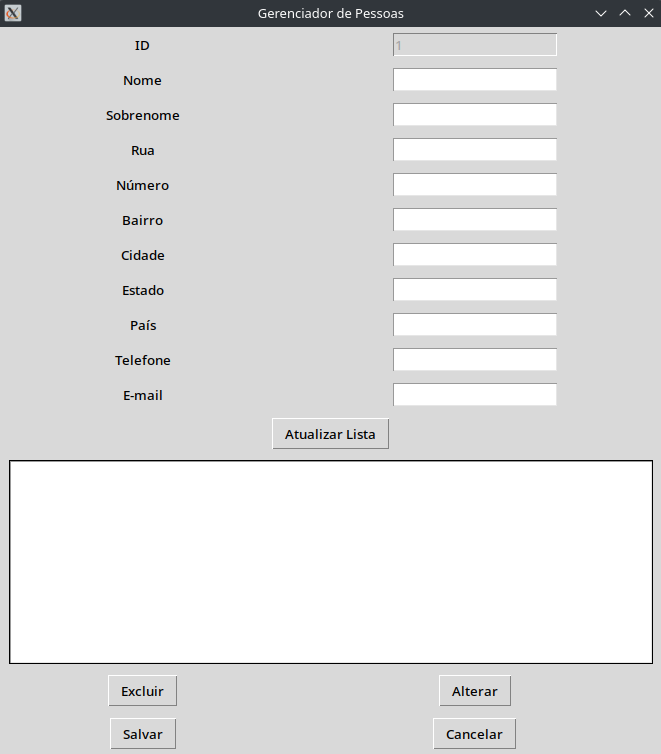 Gerenciador de Pessoas
ID 1
Nome
Sobrenome
Rua
Número
Bairro
Cidade
Estado
País
Telefone
E-mail
Atualizar Lista
Excluir Alterar
Salvar Cancelar